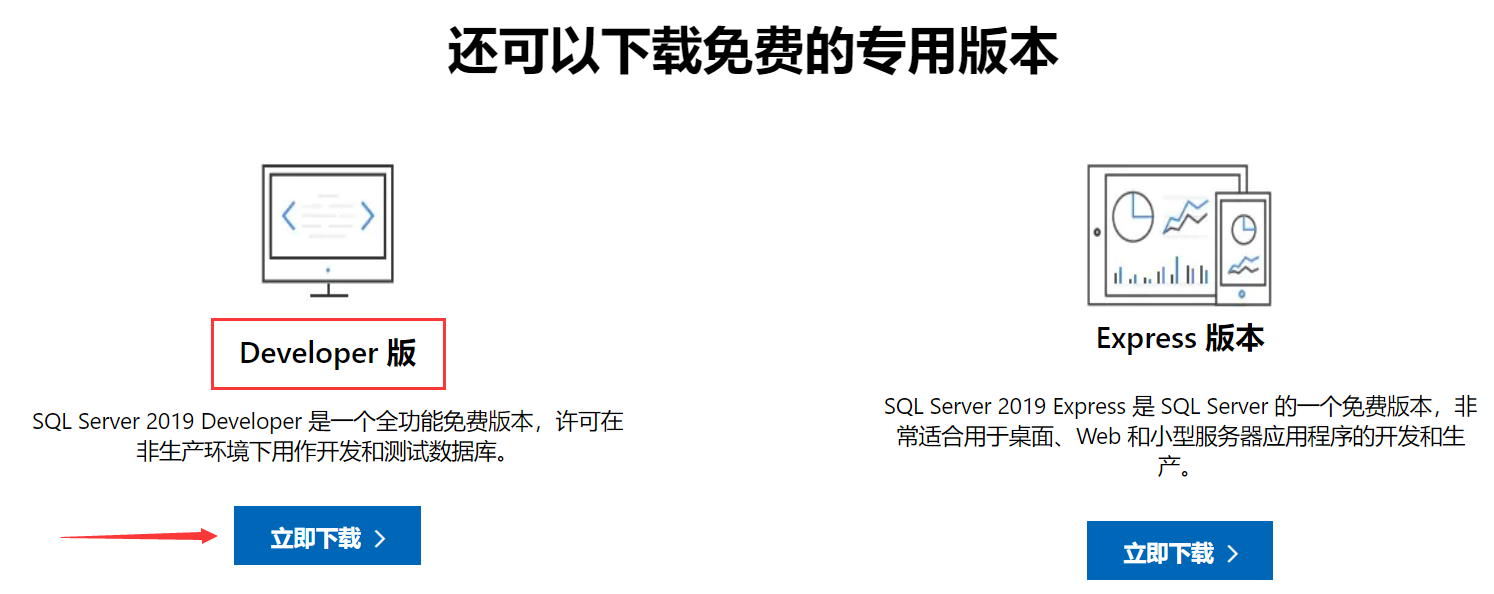 还可以下载免费的专用版本
Developer 版
SQL Server 2019 Developer 是一个全功能免费版本，许可在
非生产环境下用作开发和测试数据库。
立即下载
Express 版本
SQL Server 2019 Express 是 SQL Server 的一个免费版本，非
常适合用于桌面、Web 和小型服务器应用程序的开发和生
产。
立即下载